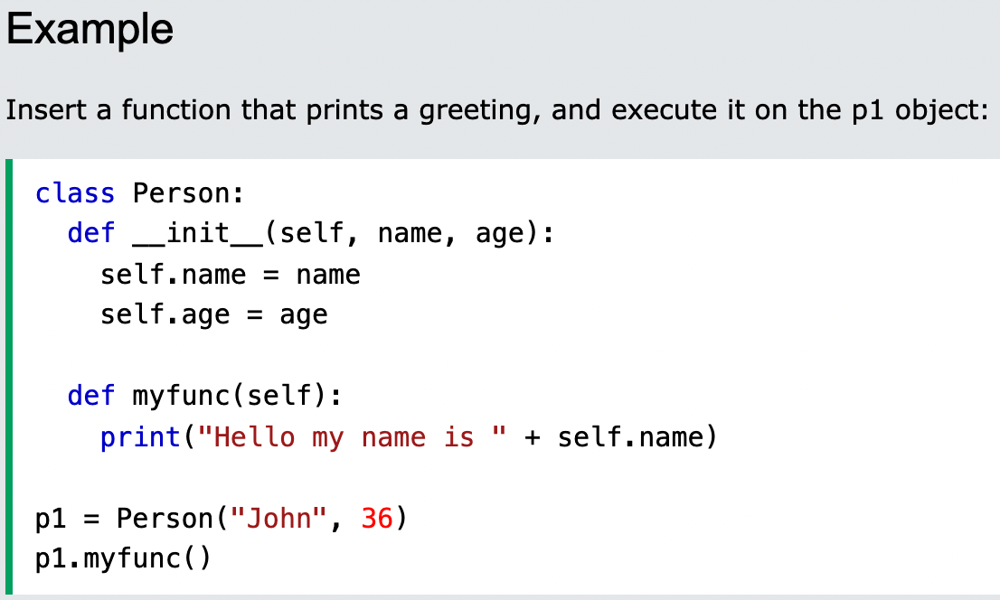 Example
Insert a function that prints a greeting, and execute it on the p1 object:
class Person:
  def __init__(self, name, age):
    self.name = name
    self.age = age

  def myfunc(self):
    print("Hello my name is " + self.name)

p1 = Person("John", 36)
p1.myfunc()